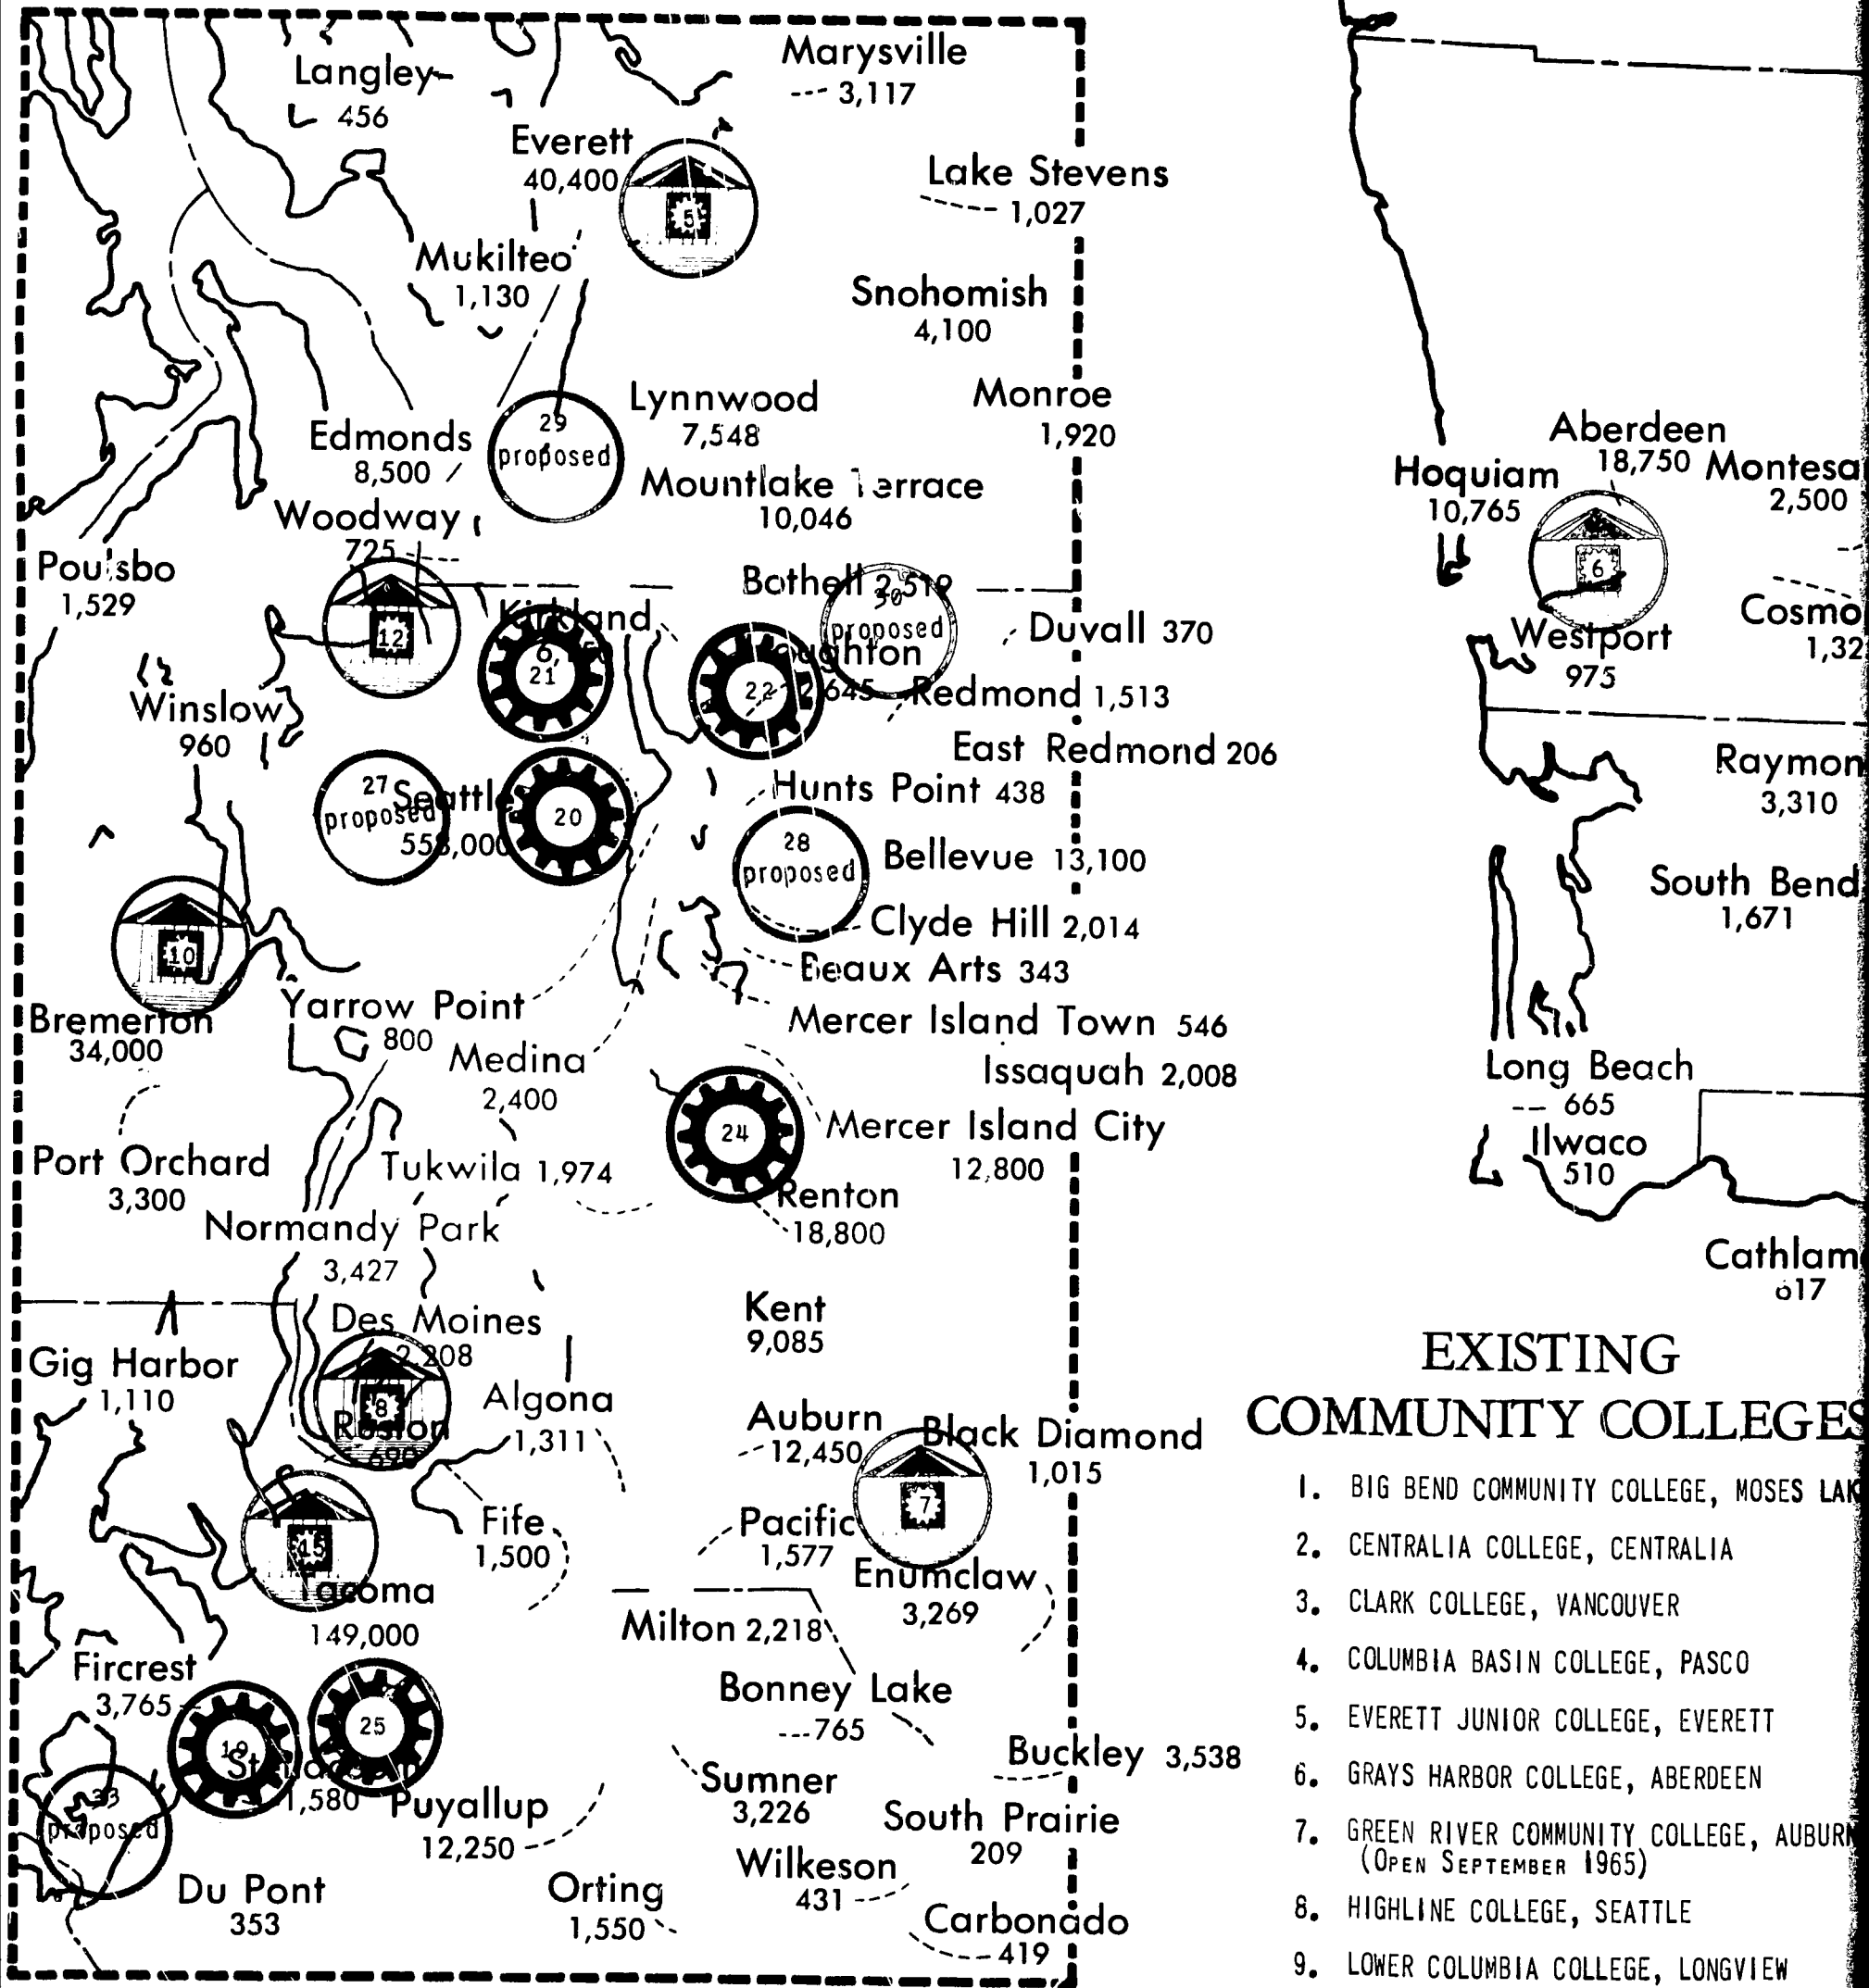 Langley
456
Marysville
3,117
Everett
40,400
5
Lake Stevens
1,027
Mukilteo
1,130
Snohomish
4,100
Lynnwood
7,548
Monroe
1,920
29
proposed
Edmonds
8,500
Mountlake Terrace
10,046
Woodway
725
Poulsbo
1,529
12
Bothell 2,519
30
proposed
Kirkland
21
Duvall 370
22
2,645
Redmond 1,513
Winslow
960
East Redmond 206
27
proposed
Seattle
20
Hunts Point 438
28
proposed
Bellevue 13,100
Clyde Hill 2,014
10
Beaux Arts 343
Bremerton
34,000
Yarrow Point
800
Mercer Island Town 546
Medina
2,400
Issaquah 2,008
24
Mercer Island City
12,800
Port Orchard
3,300
Tukwila 1,974
Renton
18,800
Normandy Park
3,427
Des Moines
2,208
Kent
9,085
Gig Harbor
1,110
8
Ruston
690
Algona
1,311
Auburn
12,450
Black Diamond
1,015
7
15
Fife
1,500
Pacific
1,577
Tacoma
149,000
Enumclaw
3,269
Milton 2,218
Fircrest
3,765
Bonney Lake
765
19
25
Steilacoom
1,580
Buckley 3,538
33
proposed
Puyallup
12,250
Sumner
3,226
South Prairie
209
Wilkeson
431
Du Pont
353
Orting
1,550
Carbonado
419
Aberdeen
18,750
Hoquiam
10,765
Montesa
2,500
6
Cosmo
1,32
Westport
975
Raymon
3,310
South Bend
1,671
Long Beach
665
Ilwaco
510
Cathlam
617
EXISTING
COMMUNITY COLLEGES
1. BIG BEND COMMUNITY COLLEGE, MOSES LAK
2. CENTRALIA COLLEGE, CENTRALIA
3. CLARK COLLEGE, VANCOUVER
4. COLUMBIA BASIN COLLEGE, PASCO
5. EVERETT JUNIOR COLLEGE, EVERETT
6. GRAYS HARBOR COLLEGE, ABERDEEN
7. GREEN RIVER COMMUNITY COLLEGE, AUBURN
(OPEN SEPTEMBER 1965)
8. HIGHLINE COLLEGE, SEATTLE
9. LOWER COLUMBIA COLLEGE, LONGVIEW